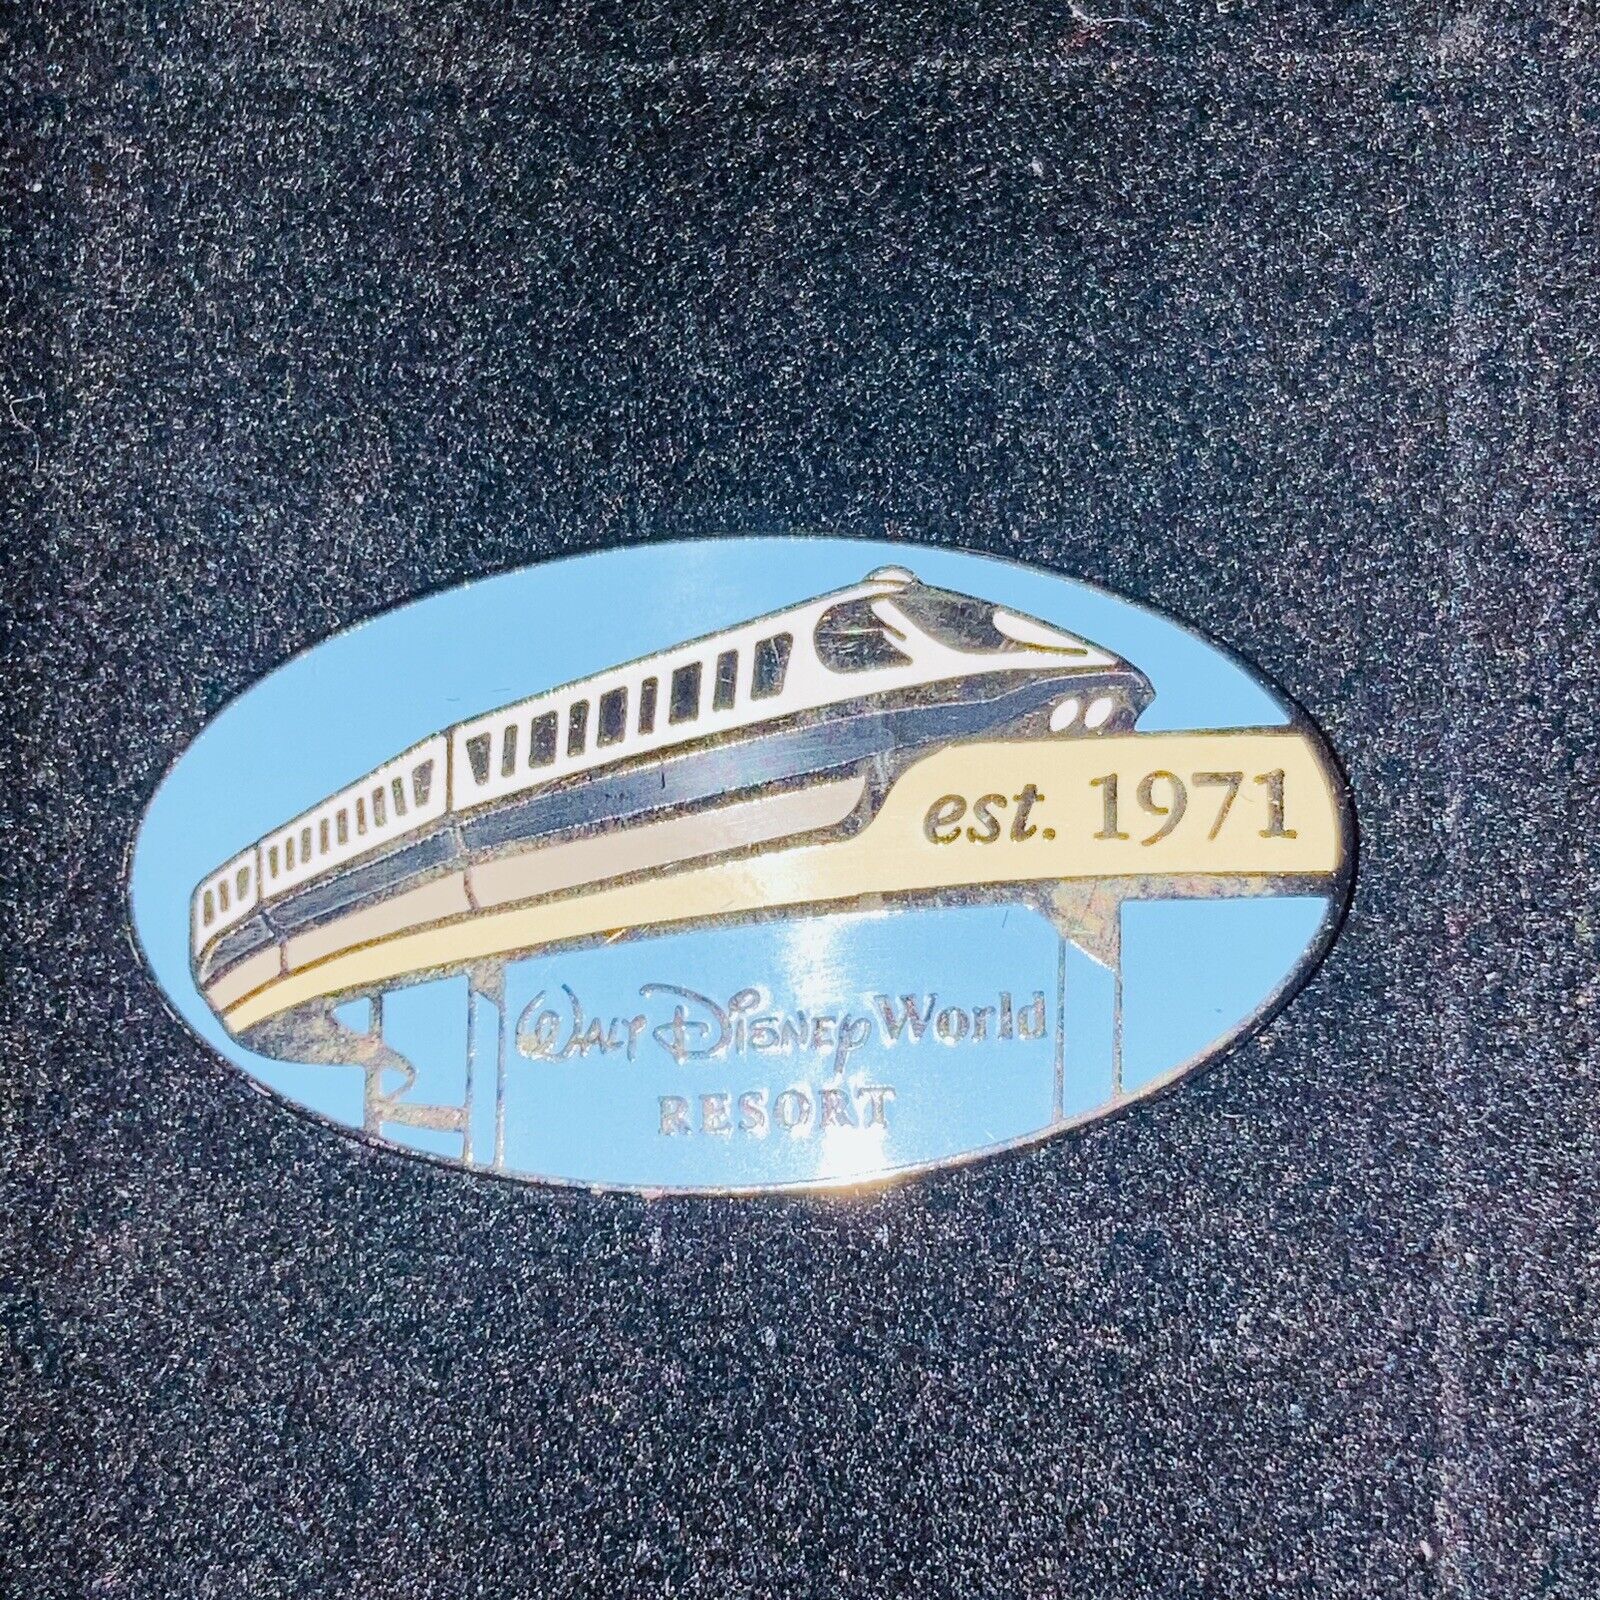 est. 1971
Walt Disney World
RESORT